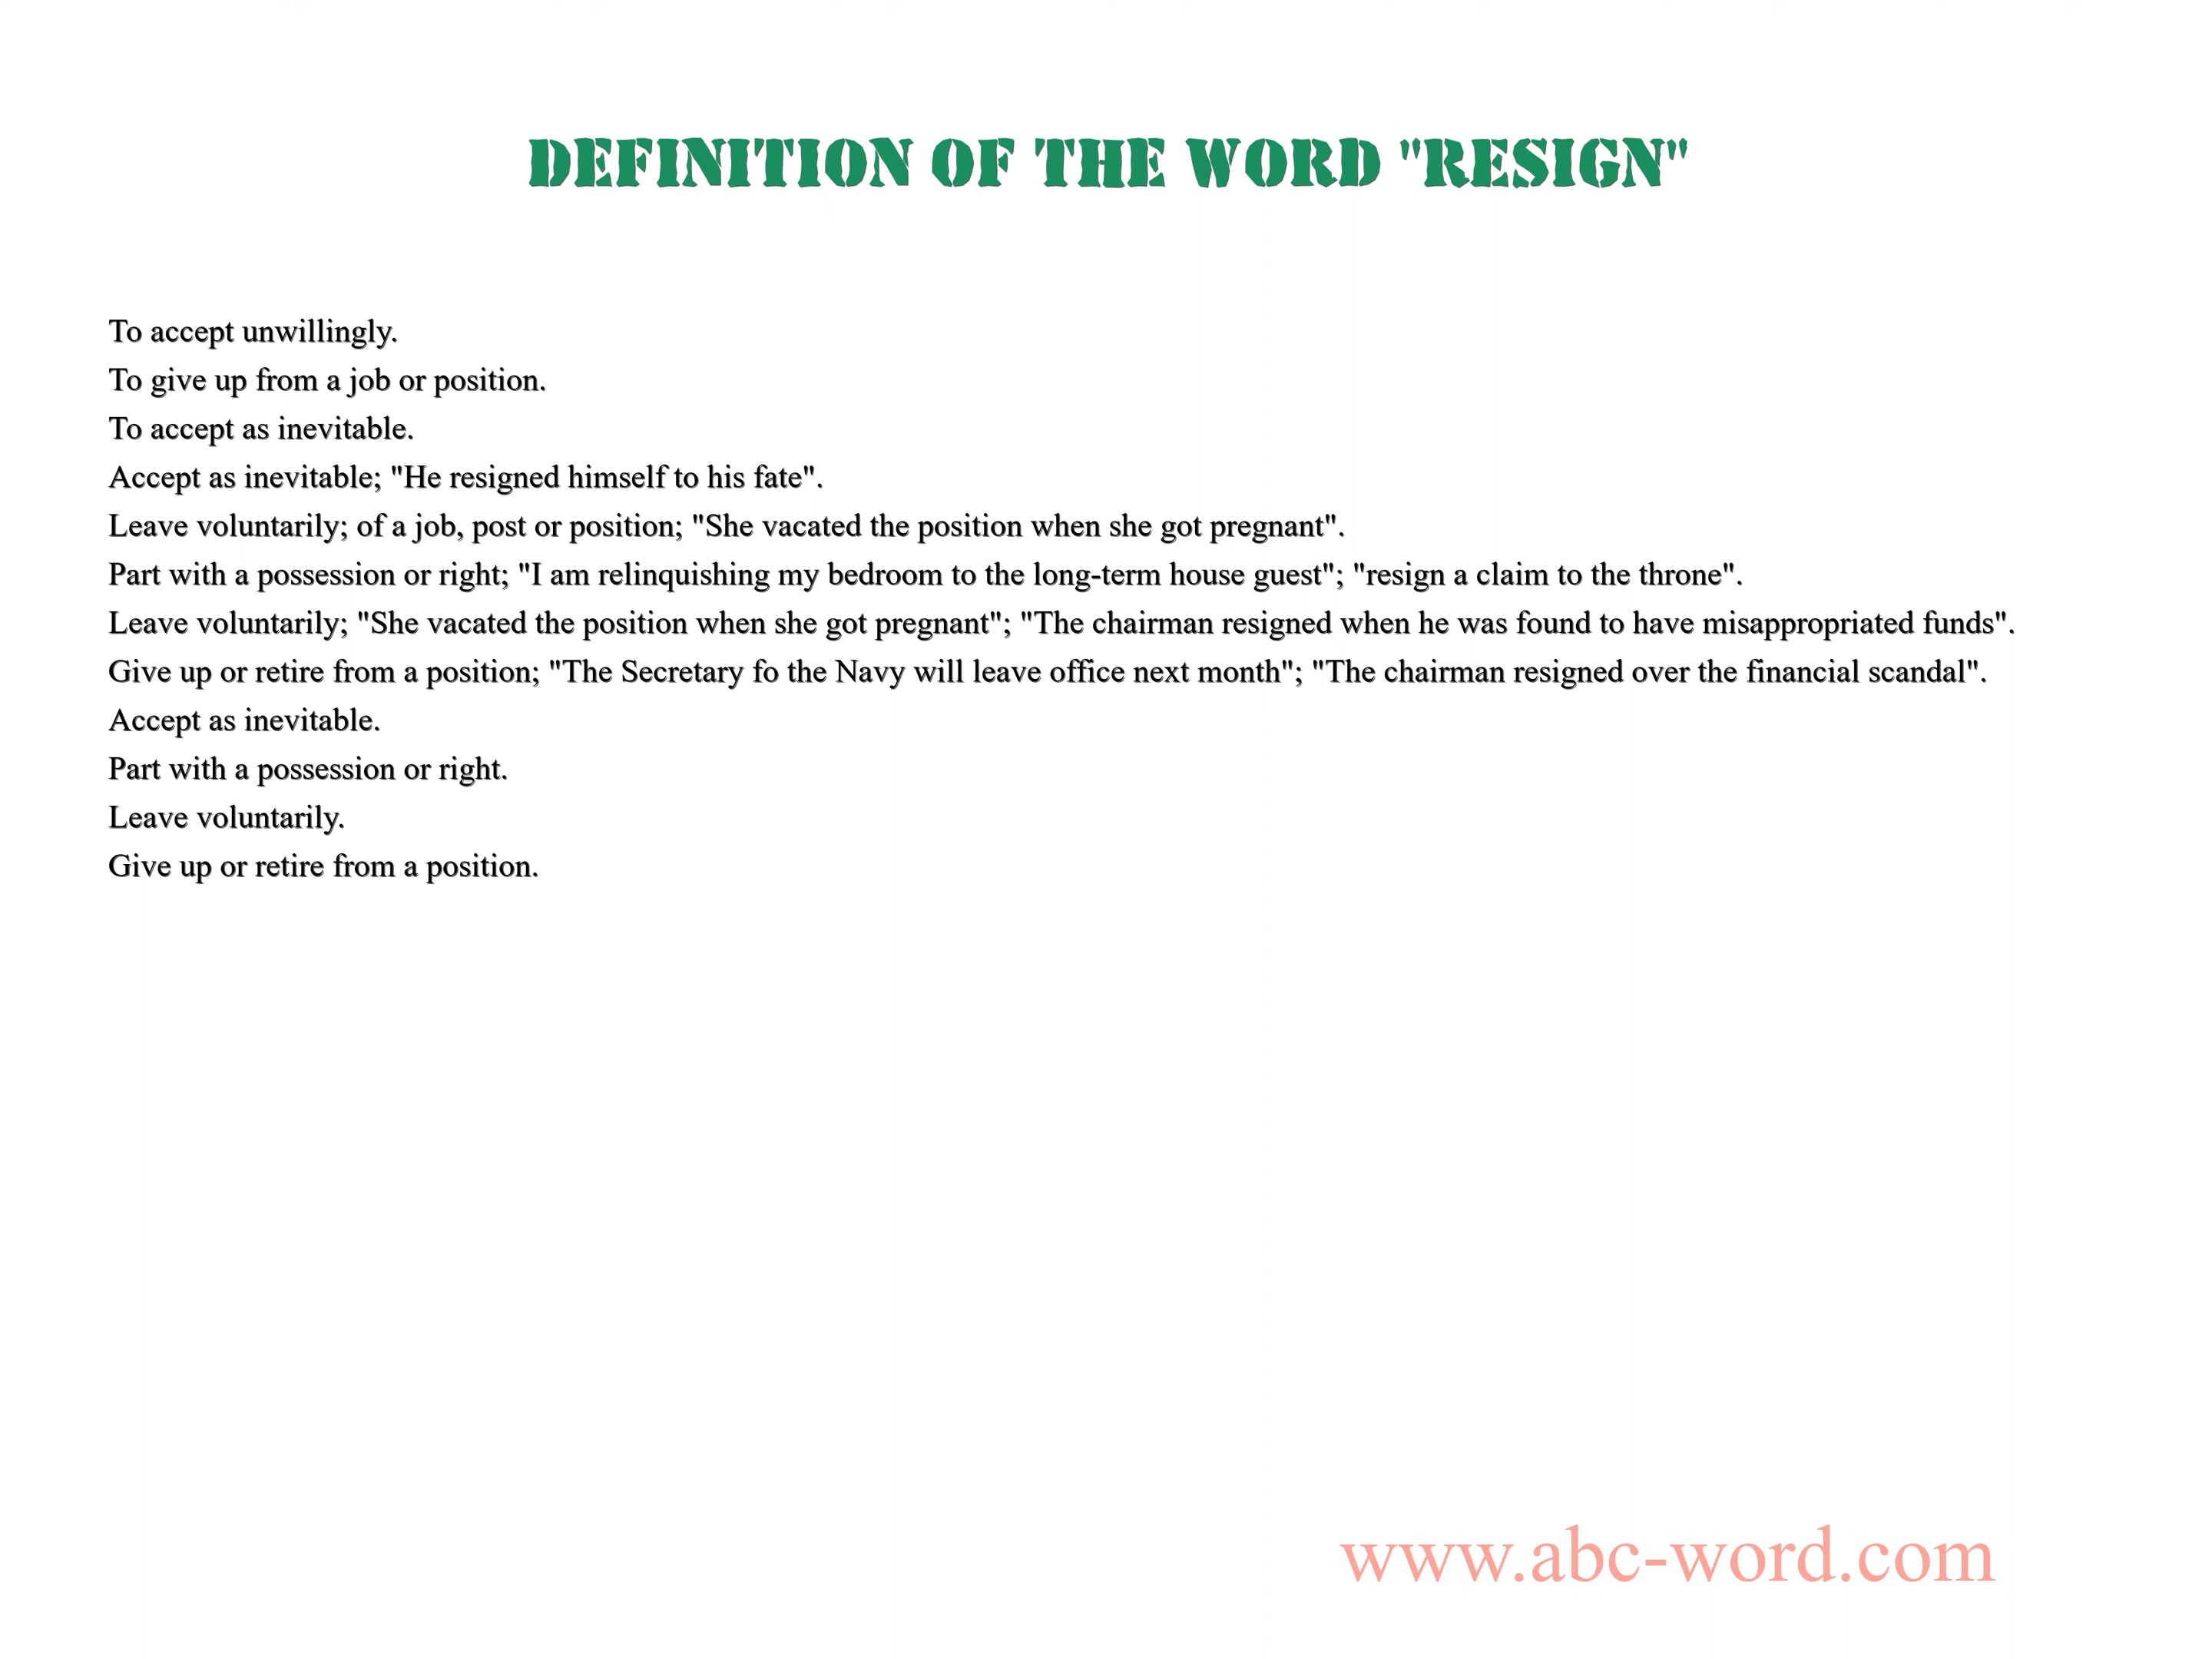 DEFINITION OF THE WORD "RESIGN"
To accept unwillingly.
To give up from a job or position.
To accept as inevitable.
Accept as inevitable; "He resigned himself to his fate".
Leave voluntarily; of a job, post or position; "She vacated the position when she got pregnant".
Part with a possession or right; "I am relinquishing my bedroom to the long-term house guest"; "resign a claim to the throne".
Leave voluntarily; "She vacated the position when she got pregnant"; "The chairman resigned when he was found to have misappropriated funds".
Give up or retire from a position; "The Secretary fo the Navy will leave office next month"; "The chairman resigned over the financial scandal".
Accept as inevitable.
Part with a possession or right.
Leave voluntarily.
Give up or retire from a position.
www.abc-word.com